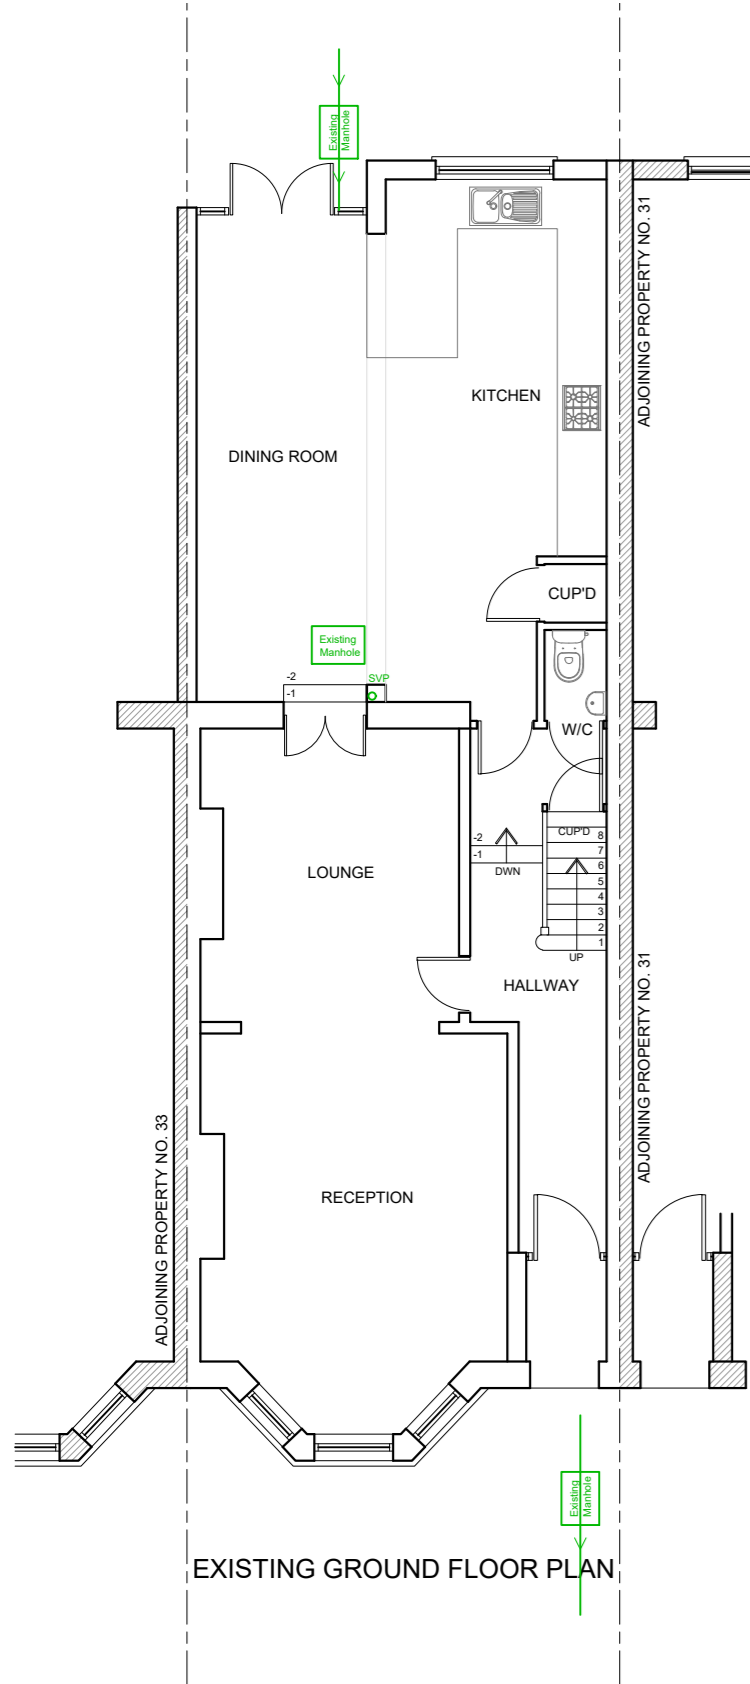 Existing
Manhole
ADJOINING PROPERTY NO. 31
KITCHEN
DINING ROOM
CUP'D
Existing
Manhole
-2
SVP
-1
W/C
CUP'D
8
-2
7
-1
6
DWN
5
4
3
2
1
UP
LOUNGE
HALLWAY
ADJOINING PROPERTY NO. 31
ADJOINING PROPERTY NO. 33
RECEPTION
Existing
Manhole
EXISTING GROUND FLOOR PLAN